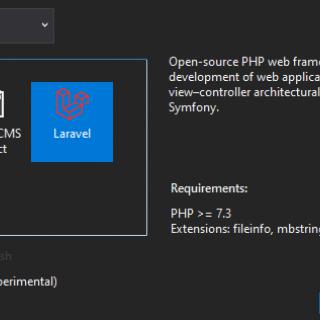 Open-source PHP web frame
development of web applica
view–controller architectural
Symfony.
CMS
ct
Laravel
Requirements:
PHP >= 7.3
Extensions: fileinfo, mbstring
sh
perimental)